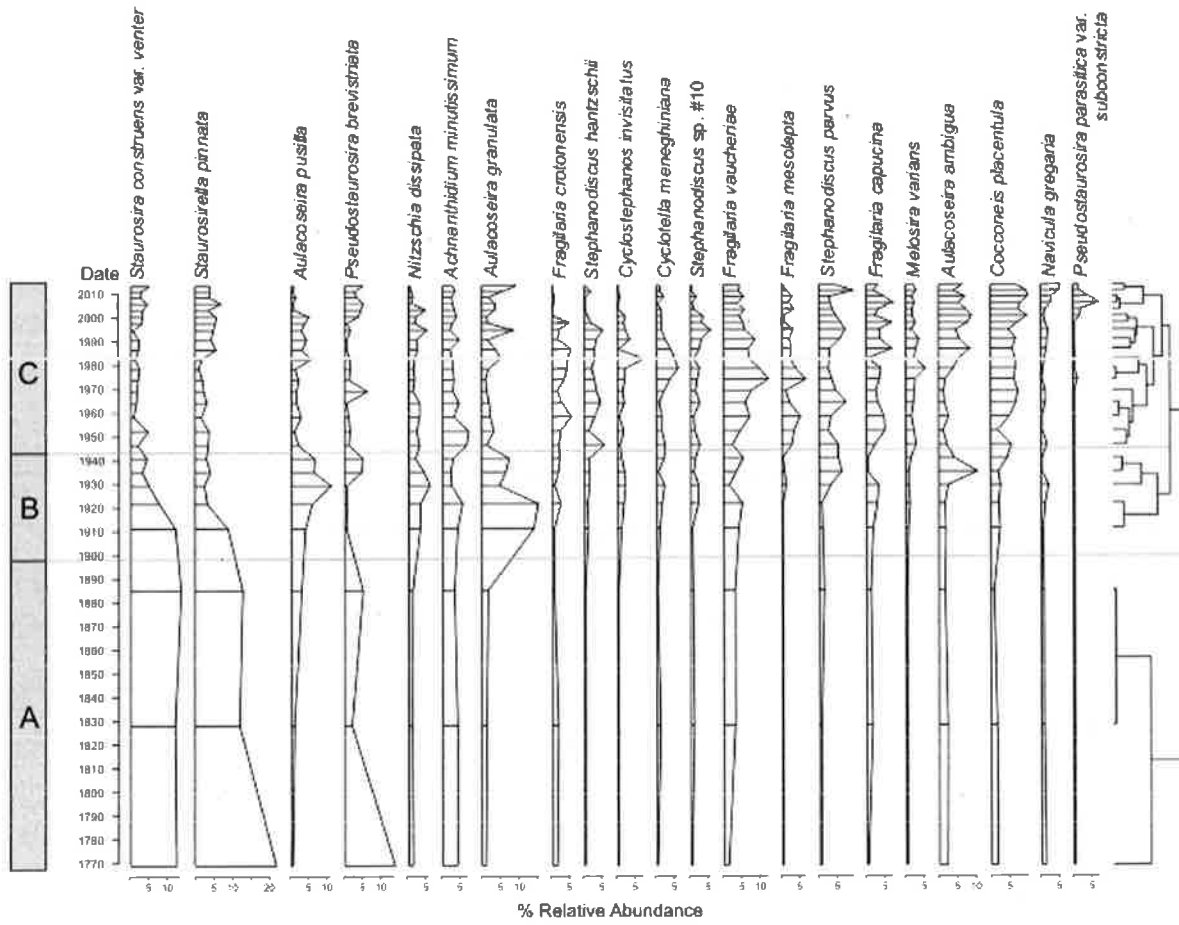 Staurosira construens var. venter
Staurosirella pinnata
Aulacoseira pusilla
Pseudostaurosira brevistriata
Nitzschia dissipata
Achnanthidium minutissimum
Aulacoseira granulata
Fragilaria crotonensis
Stephanodiscus hantzschii
Cyclostephanos invisitatus
Cyclotella meneghiniana
Stephanodiscus sp. #10
Fragilaria vaucheriae
Fragilaria mesolepta
Stephanodiscus parvus
Fragilaria capucina
Melosira varians
Aulacoseira ambigua
Cocconeis placentula
Navicula gregaria
Pseudostaurosira parasitica var.
subconstricta
Date
2010
2000
1990
1980
1970
1960
1950
1940
1930
1920
1910
1900
1890
1880
1870
1860
1850
1840
1830
1820
1810
1800
1790
1780
1770
C
B
A
5 10 5 10 20 5 10 5 10 5 5 5 10 5 5 5 5 5 5 10 5 5 5 5 5 10 5 5 5
% Relative Abundance